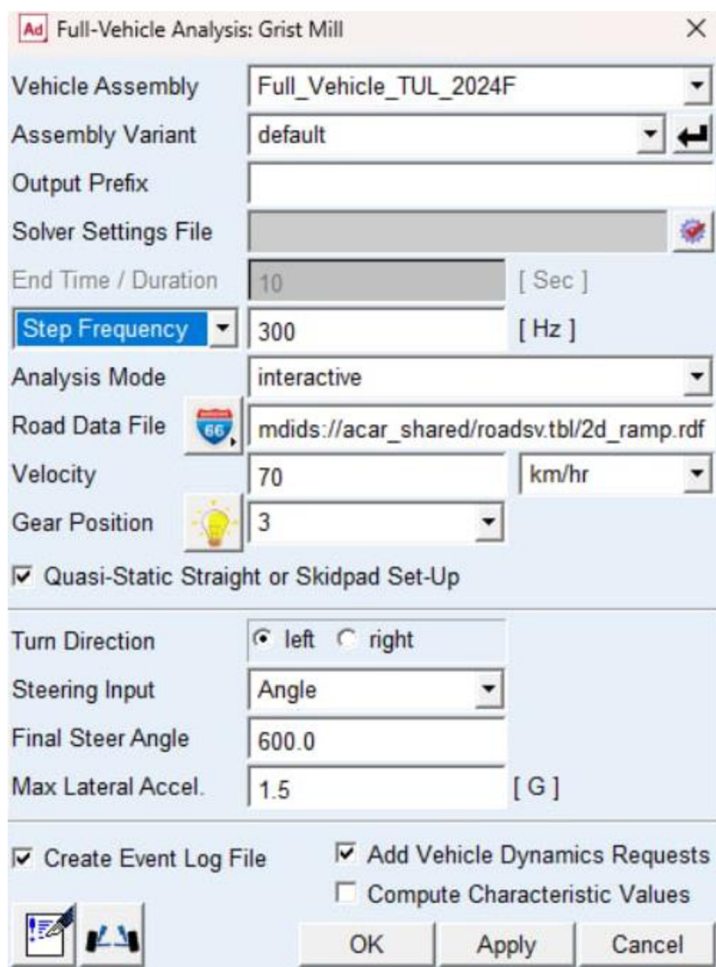 Ad Full-Vehicle Analysis: Grist Mill
Vehicle Assembly Full_Vehicle_TUL_2024F
Assembly Variant default
Output Prefix
Solver Settings File
End Time / Duration 10 [ Sec ]
Step Frequency 300 [ Hz ]
Analysis Mode interactive
Road Data File 66 mdids://acar_shared/roadsv.tbl/2d_ramp.rdf
Velocity 70 km/hr
Gear Position 3
Quasi-Static Straight or Skidpad Set-Up
Turn Direction left right
Steering Input Angle
Final Steer Angle 600.0
Max Lateral Accel. 1.5 [ G ]
Create Event Log File Add Vehicle Dynamics Requests
Compute Characteristic Values
OK Apply Cancel